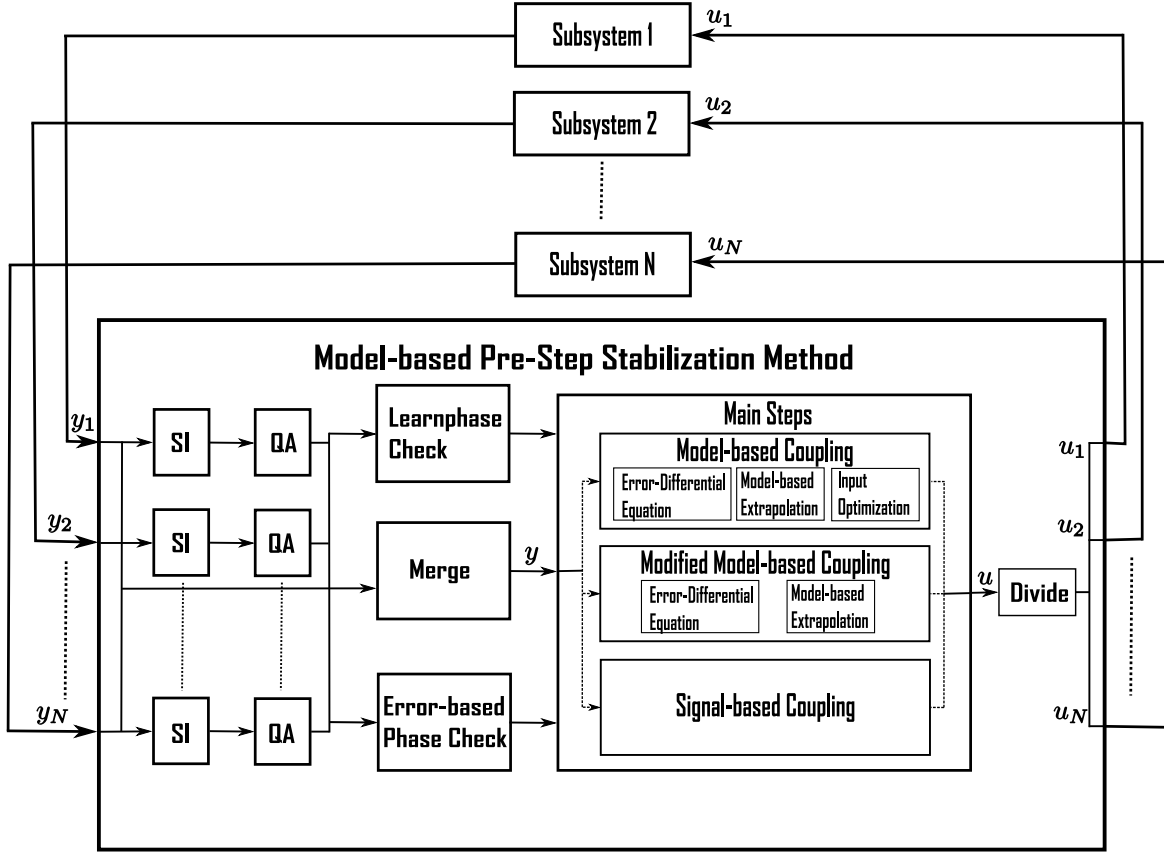 Subsystem 1
u₁
Subsystem 2
u₂
Subsystem N
u_N
Model-based Pre-Step Stabilization Method
y₁
SI
QA
Learnphase
Check
Main Steps
Model-based Coupling
Error-Differential
Equation
Model-based
Extrapolation
Input
Optimization
u₁
y₂
SI
QA
Merge
y
Modified Model-based Coupling
Error-Differential
Equation
Model-based
Extrapolation
u
Divide
u₂
y_N
SI
QA
Error-based
Phase Check
Signal-based Coupling
u_N